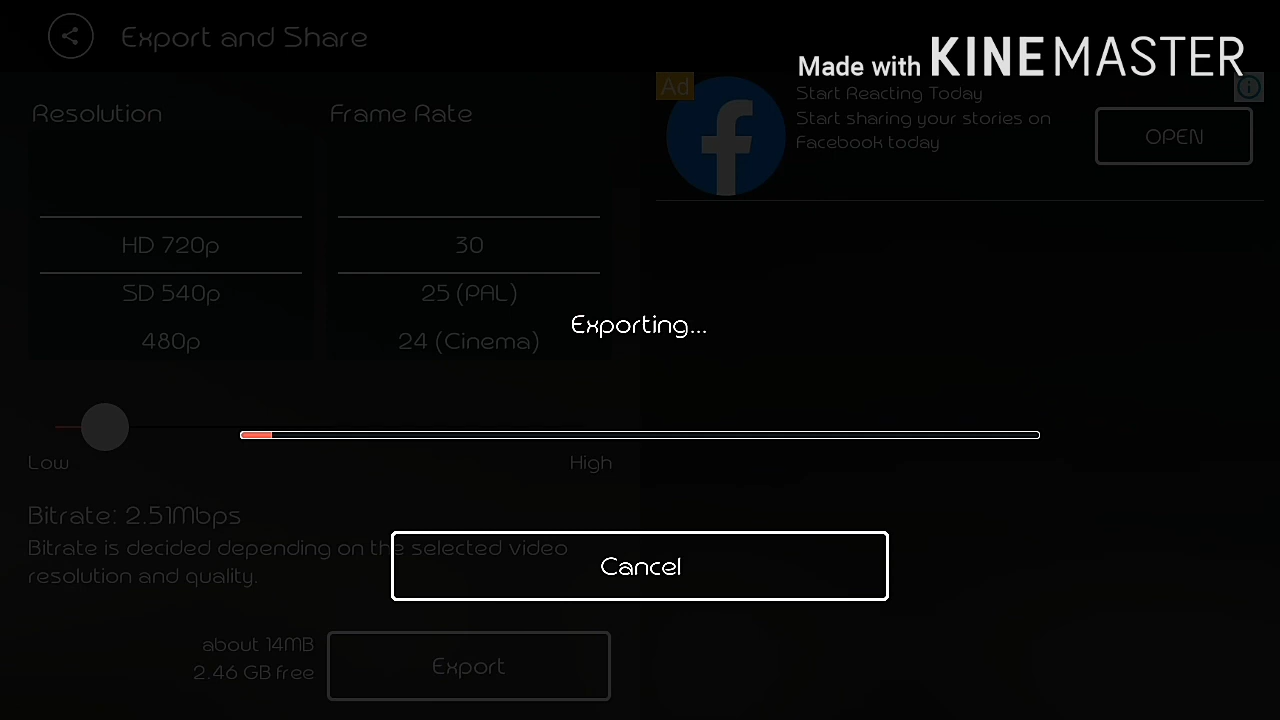 Export and Share
Made with KINEMASTER
Resolution
Frame Rate
Ad
Start Reacting Today
Start sharing your stories on
Facebook today
OPEN
HD 720p
30
SD 540p
25 (PAL)
480p
24 (Cinema)
Exporting...
Low
High
Bitrate: 2.51Mbps
Bitrate is decided depending on the selected video
resolution and quality.
Cancel
about 14MB
2.46 GB free
Export